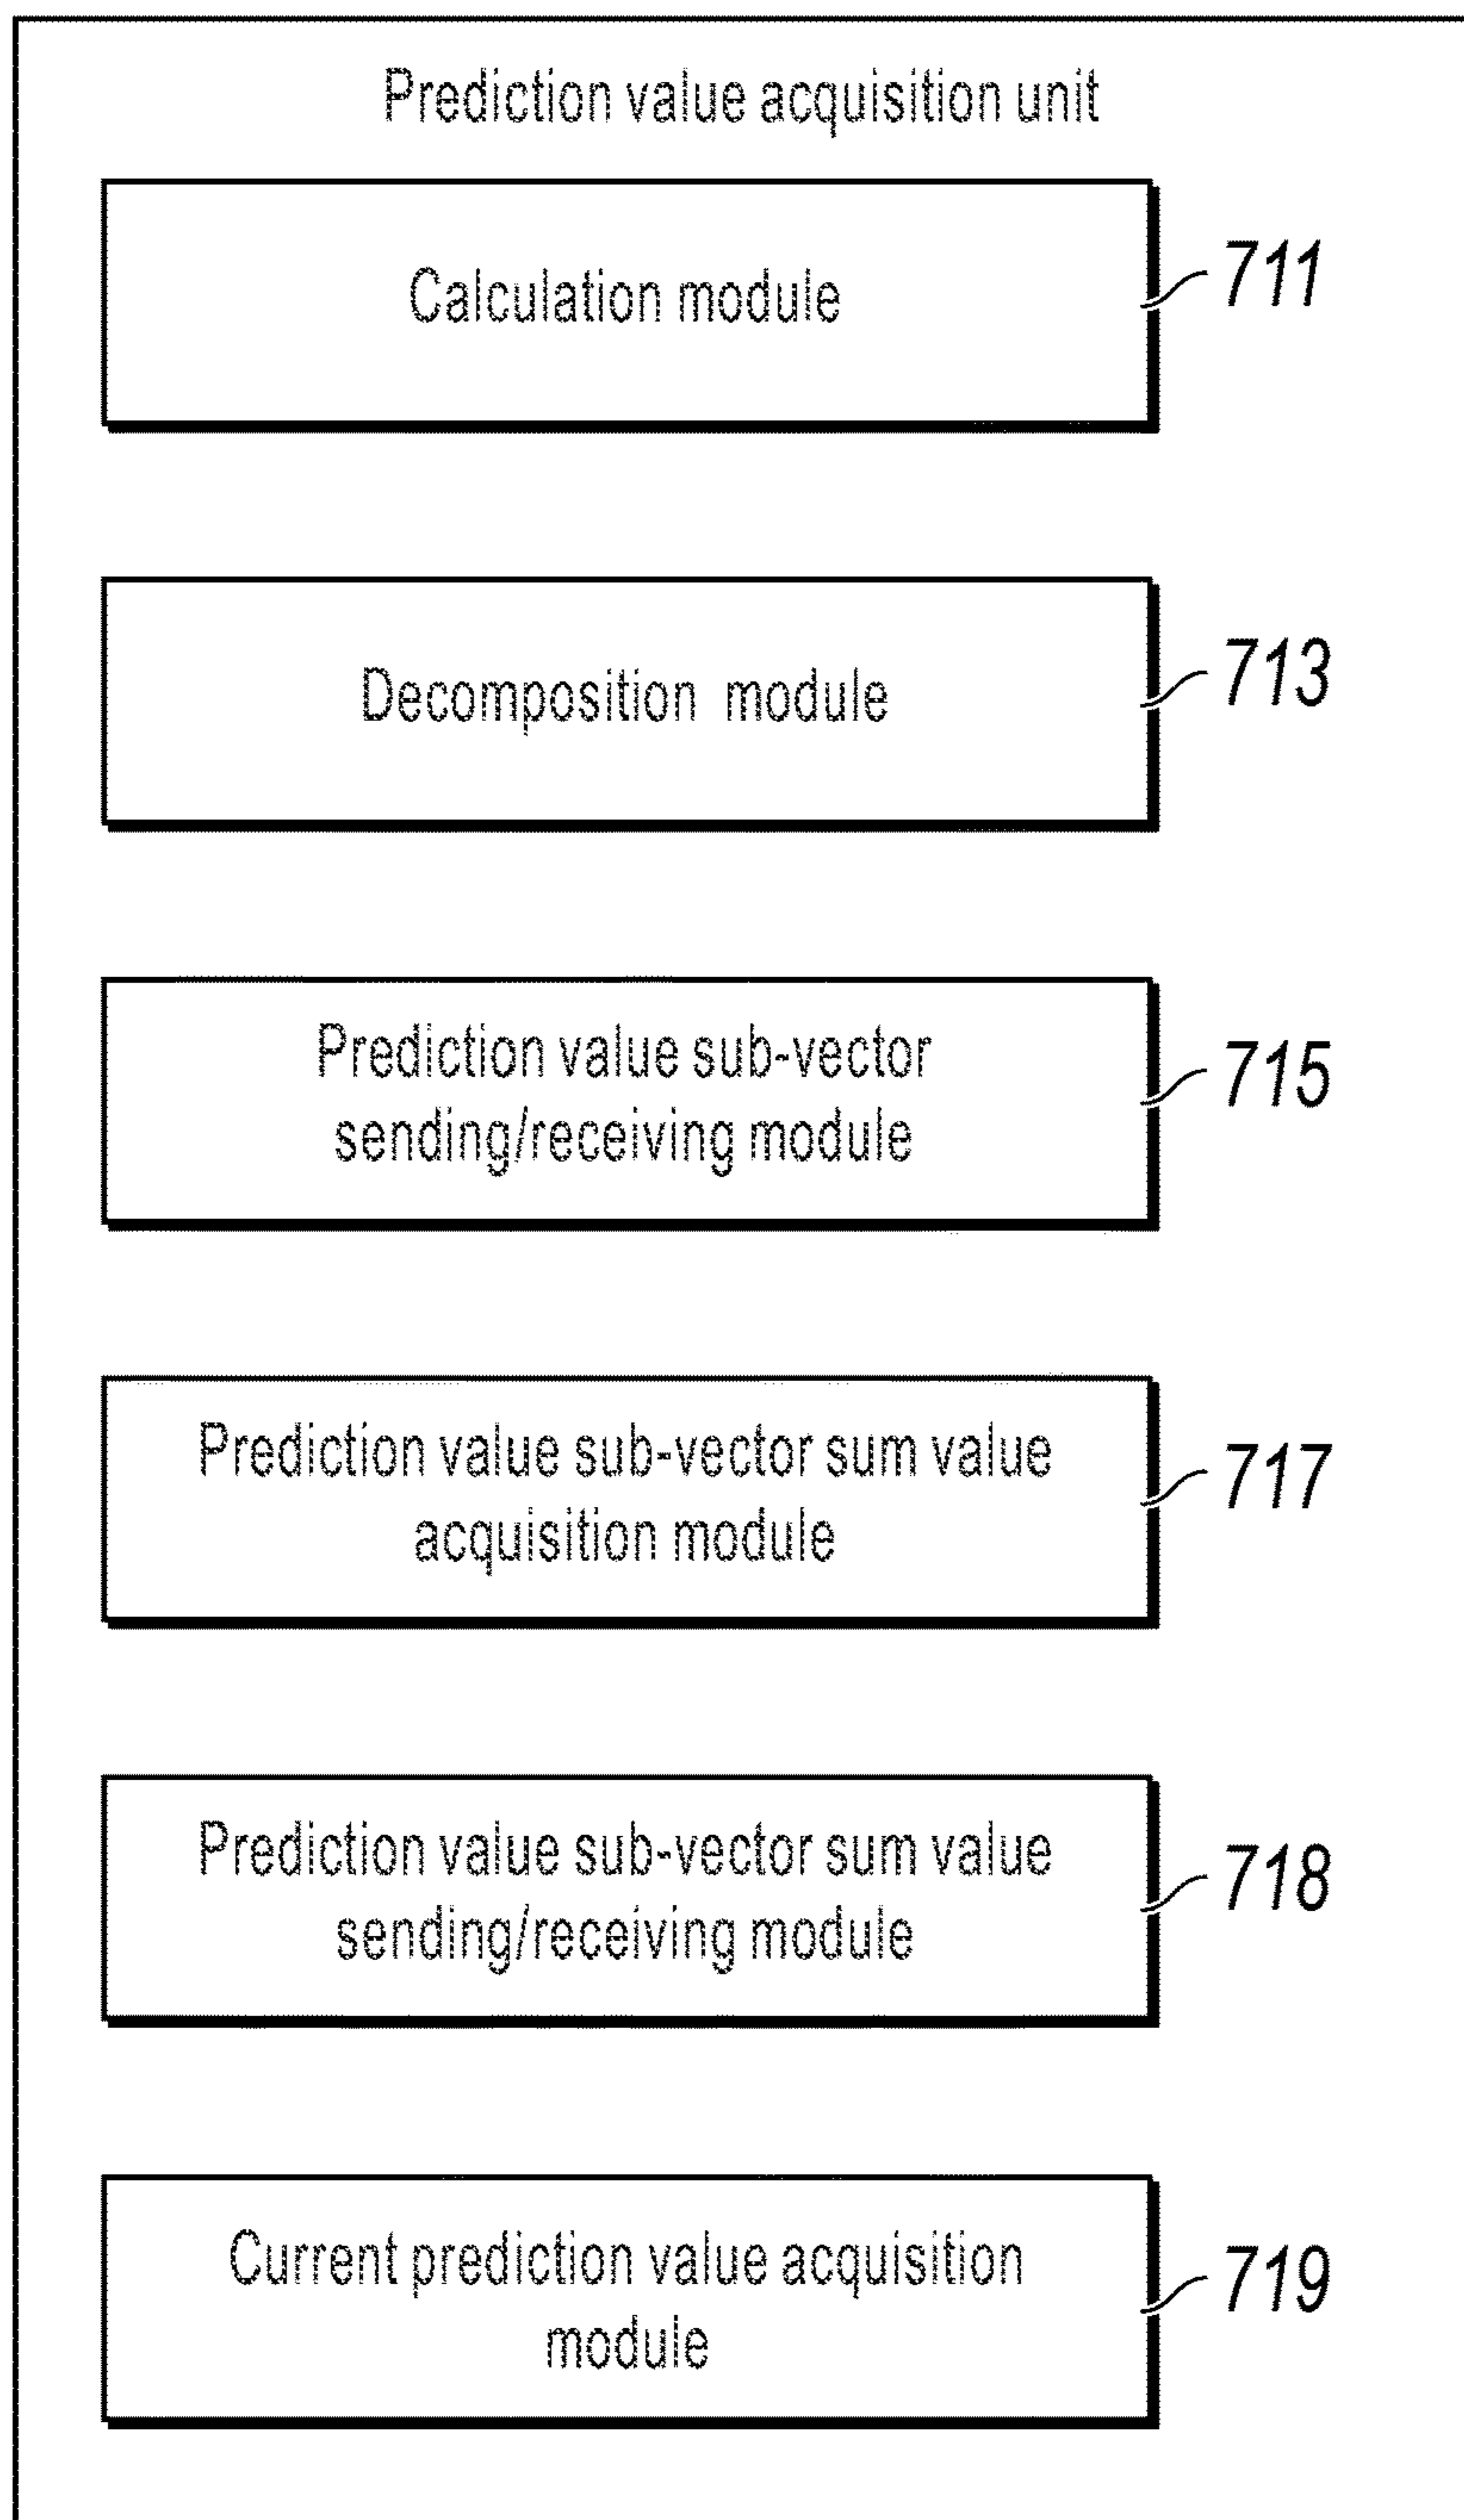 Prediction value acquisition unit
Calculation module
711
Decomposition module
713
Prediction value sub-vector
sending/receiving module
715
Prediction value sub-vector sum value
acquisition module
717
Prediction value sub-vector sum value
sending/receiving module
718
Current prediction value acquisition
module
719